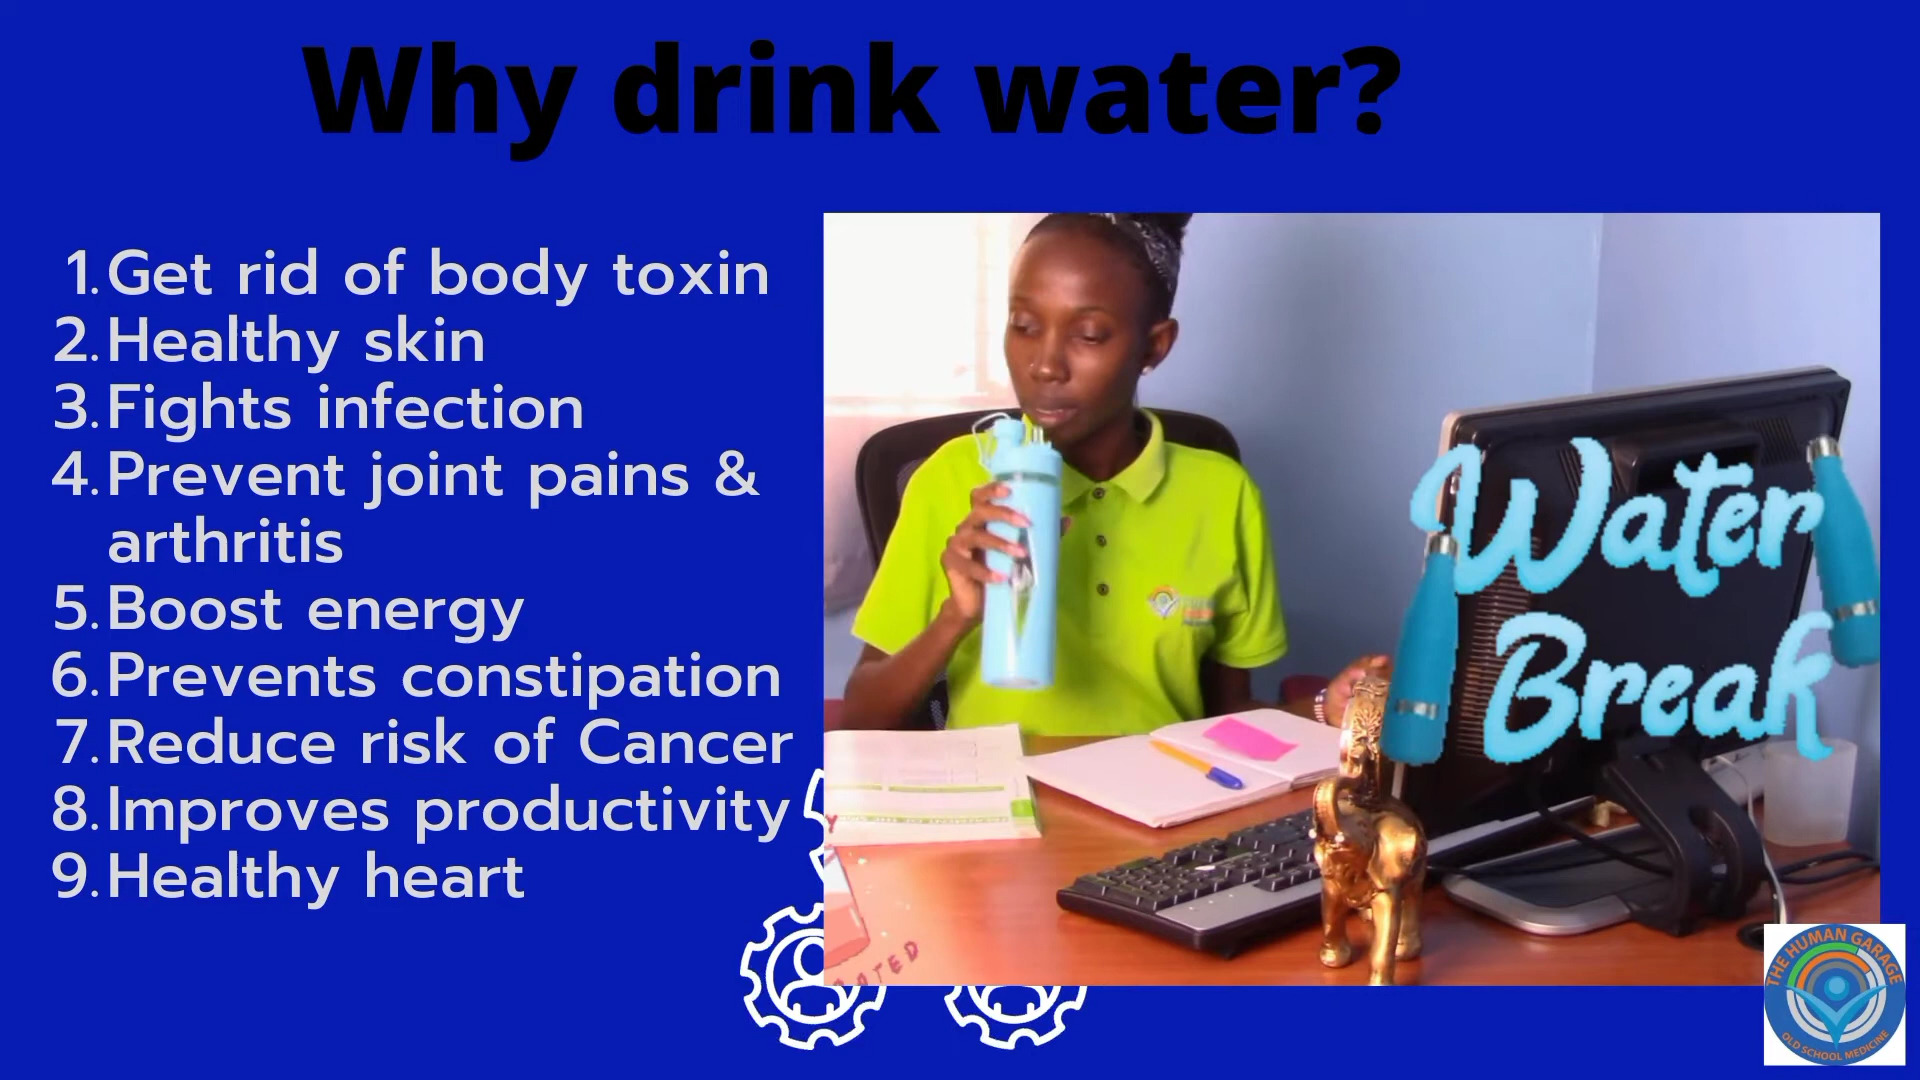 Why drink water?
1. Get rid of body toxin
2. Healthy skin
3. Fights infection
4. Prevent joint pains &
arthritis
5. Boost energy
6. Prevents constipation
7. Reduce risk of Cancer
8. Improves productivity
9. Healthy heart
Water
Break
THE HUMAN GARAGE
OLD SCHOOL MEDICINE